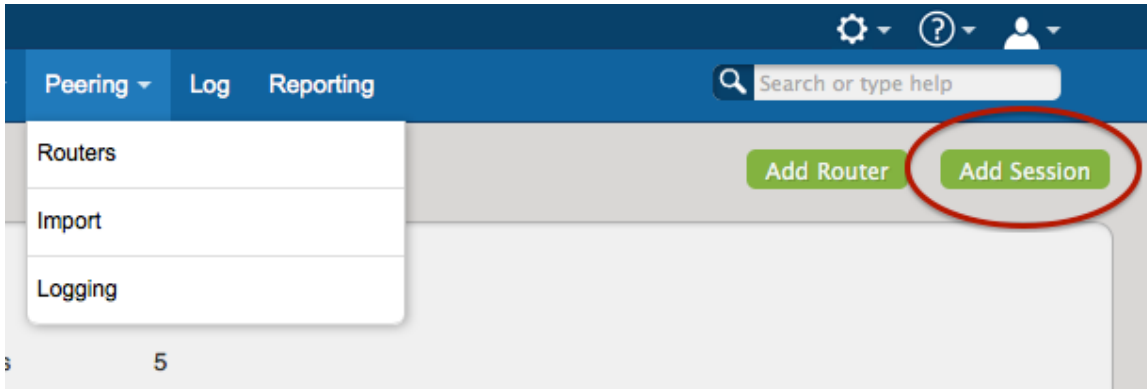 Peering Log Reporting
Search or type help
Routers
Import
Logging
Add Router Add Session
s 5